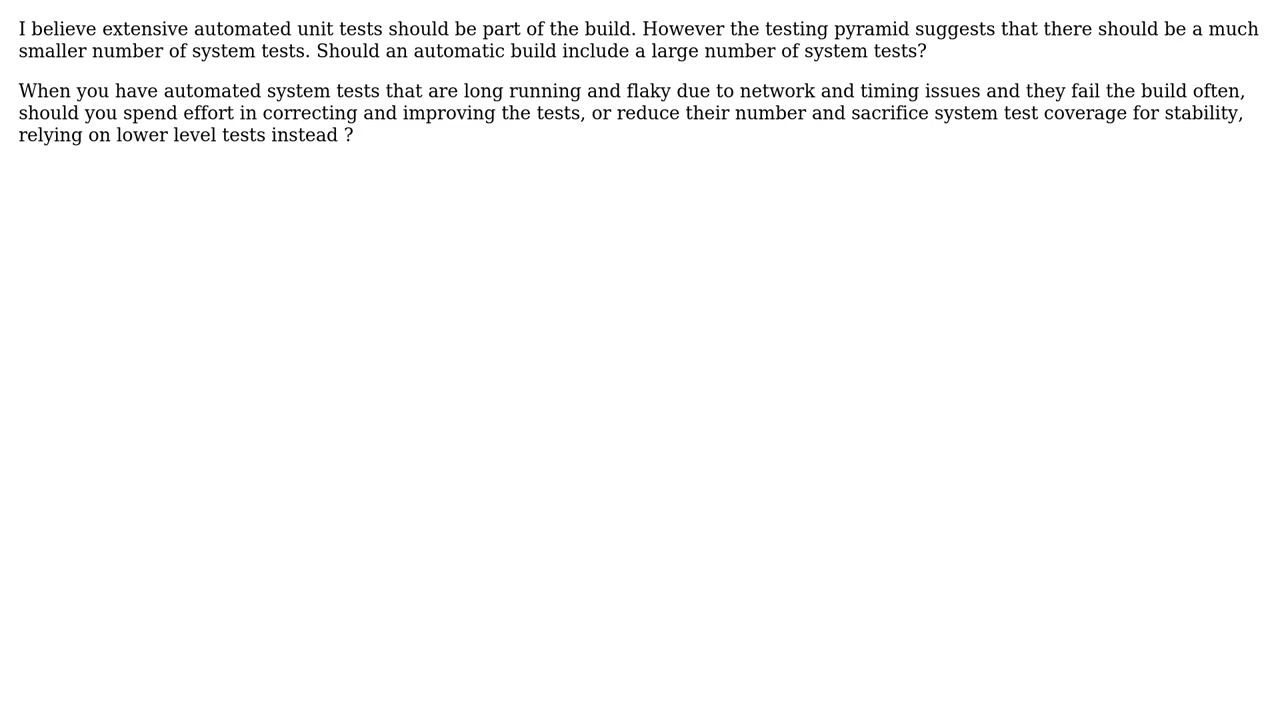 I believe extensive automated unit tests should be part of the build. However the testing pyramid suggests that there should be a much
smaller number of system tests. Should an automatic build include a large number of system tests?
When you have automated system tests that are long running and flaky due to network and timing issues and they fail the build often,
should you spend effort in correcting and improving the tests, or reduce their number and sacrifice system test coverage for stability,
relying on lower level tests instead ?